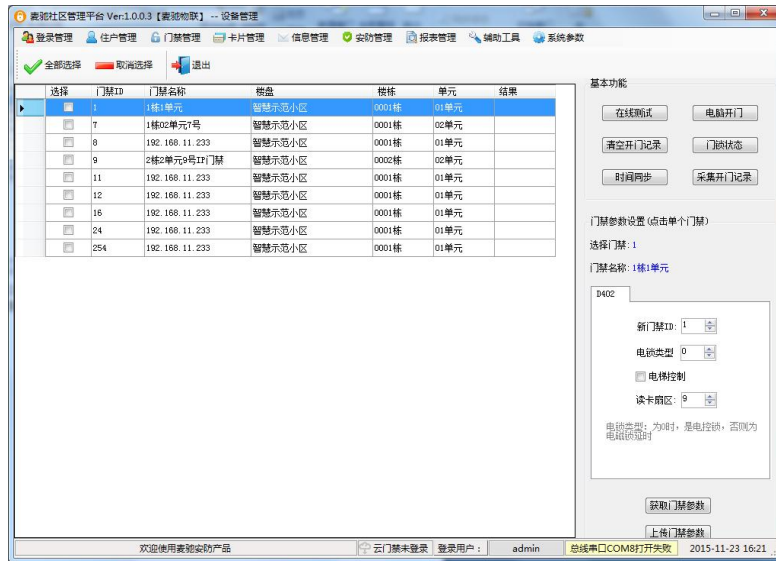 麦驰社区管理平台 Ver:1.0.0.3【麦驰物联】 -- 设备管理
登录管理 住户管理 门禁管理 卡片管理 信息管理 安防管理 报表管理 辅助工具 系统参数
全部选择 取消选择 退出
选择 门禁ID 门禁名称 楼盘 楼栋 单元 结果
1 1栋1单元 智慧示范小区 0001栋 01单元
7 1栋02单元7号 智慧示范小区 0001栋 02单元
8 192.168.11.233 智慧示范小区 0001栋 01单元
9 2栋2单元9号IP门禁 智慧示范小区 0002栋 02单元
11 192.168.11.233 智慧示范小区 0001栋 01单元
12 192.168.11.233 智慧示范小区 0001栋 01单元
16 192.168.11.233 智慧示范小区 0001栋 01单元
24 192.168.11.233 智慧示范小区 0001栋 01单元
254 192.168.11.233 智慧示范小区 0001栋 01单元
基本功能
在线测试 电脑开门
清空开门记录 门锁状态
时间同步 采集开门记录
门禁参数设置(点击单个门禁)
选择门禁: 1
门禁名称: 1栋1单元
D402
新门禁ID: 1
电锁类型 0
电梯控制
读卡扇区: 9
电锁类型: 为0时, 是电控锁, 否则为
电磁锁延时
获取门禁参数
上传门禁参数
欢迎使用麦驰安防产品 云门禁未登录 登录用户: admin 总线串口COM8打开失败 2015-11-23 16:21